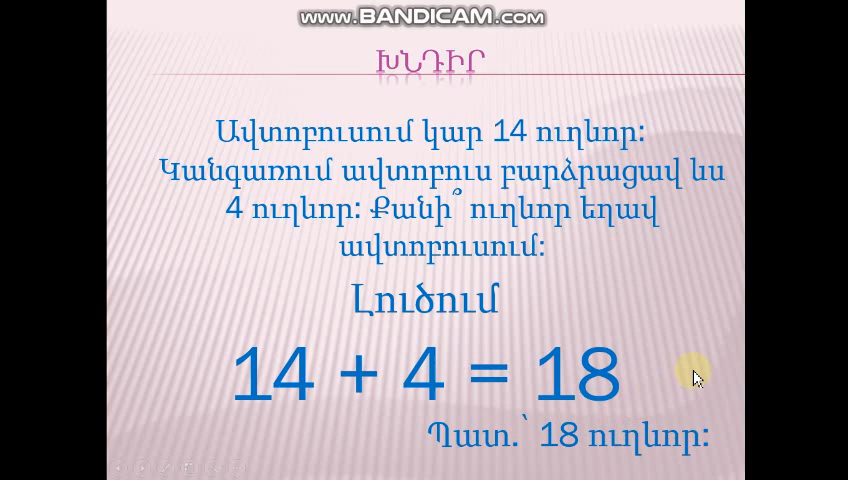 www.BANDICAM.com
ԽՆԴԻՐ
Ավտոբուսում կար 14 ուղևոր:
Կանգառում ավտոբուս բարձրացավ ևս
4 ուղևոր: Քանի՞ ուղևոր եղավ
ավտոբուսում:
Լուծում
14 + 4 = 18
Պատ.՝ 18 ուղևոր: